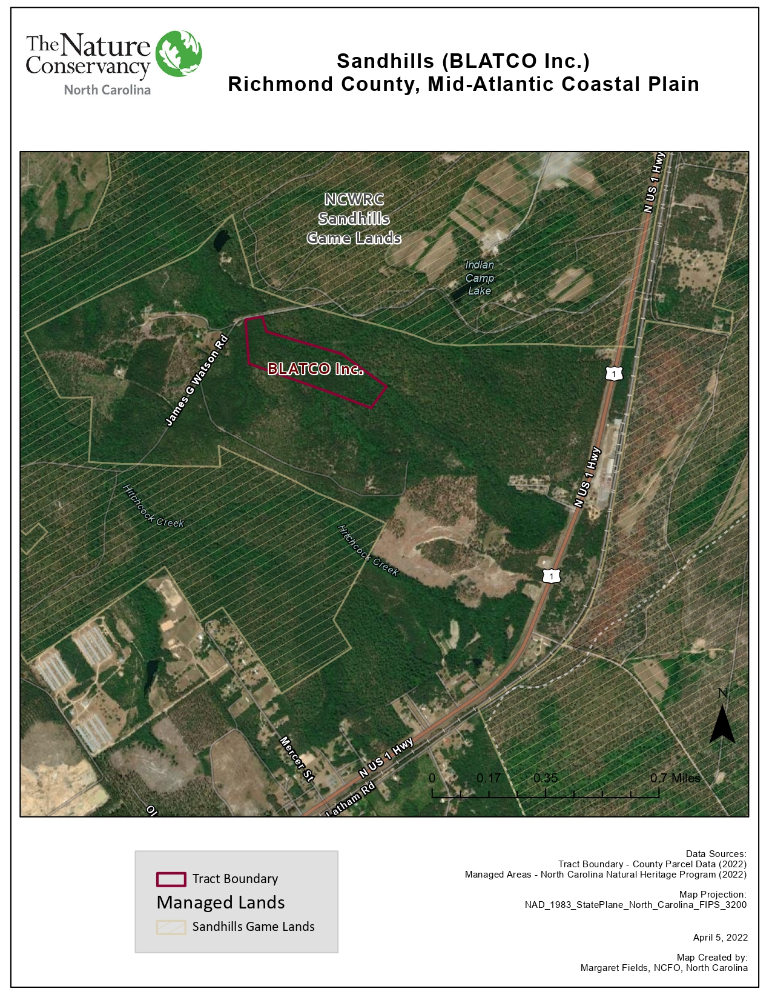 The Nature
Conservancy
North Carolina
Sandhills (BLATCO Inc.)
Richmond County, Mid-Atlantic Coastal Plain
N US 1 Hwy
NCWRC
Sandhills
Game Lands
Indian
Camp
Lake
James G Watson Rd
BLATCO Inc.
1
N US 1 Hwy
Hitchcock Creek
Hitchcock Creek
1
N
Mercer St
N US 1 Hwy
Latham Rd
Ol
0 0.17 0.35 0.7 Miles
Tract Boundary
Managed Lands
Sandhills Game Lands
Data Sources:
Tract Boundary - County Parcel Data (2022)
Managed Areas - North Carolina Natural Heritage Program (2022)
Map Projection:
NAD_1983_StatePlane_North_Carolina_FIPS_3200
April 5, 2022
Map Created by:
Margaret Fields, NCFO, North Carolina